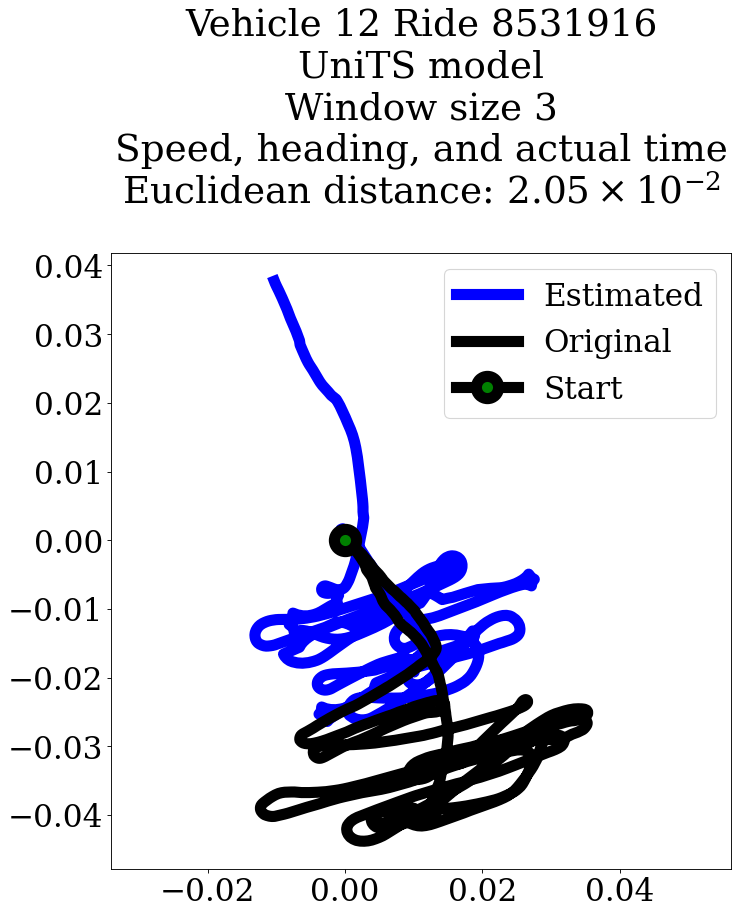 Vehicle 12 Ride 8531916
UniTS model
Window size 3
Speed, heading, and actual time
Euclidean distance: 2.05 × 10⁻²
0.04
0.03
0.02
0.01
0.00
−0.01
−0.02
−0.03
−0.04
Estimated
Original
Start
−0.02 0.00 0.02 0.04